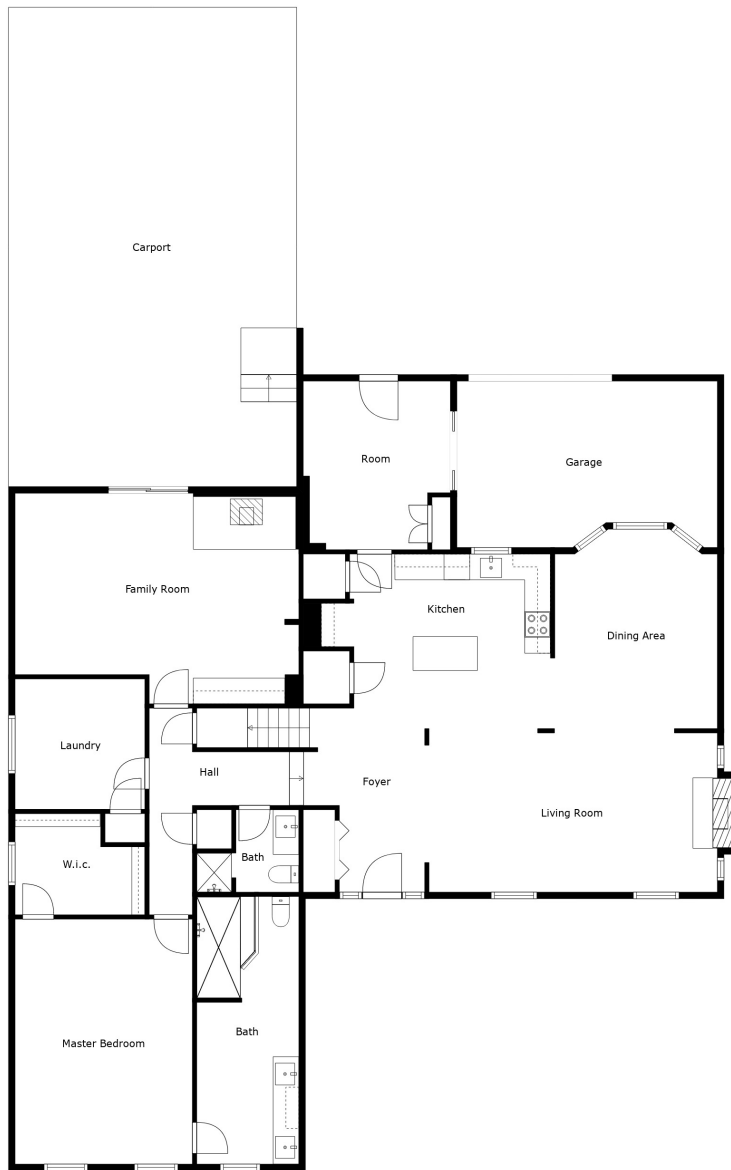 Carport
Room
Garage
Family Room
Kitchen
Dining Area
Laundry
Hall
Foyer
Living Room
W.i.c.
Bath
Master Bedroom
Bath